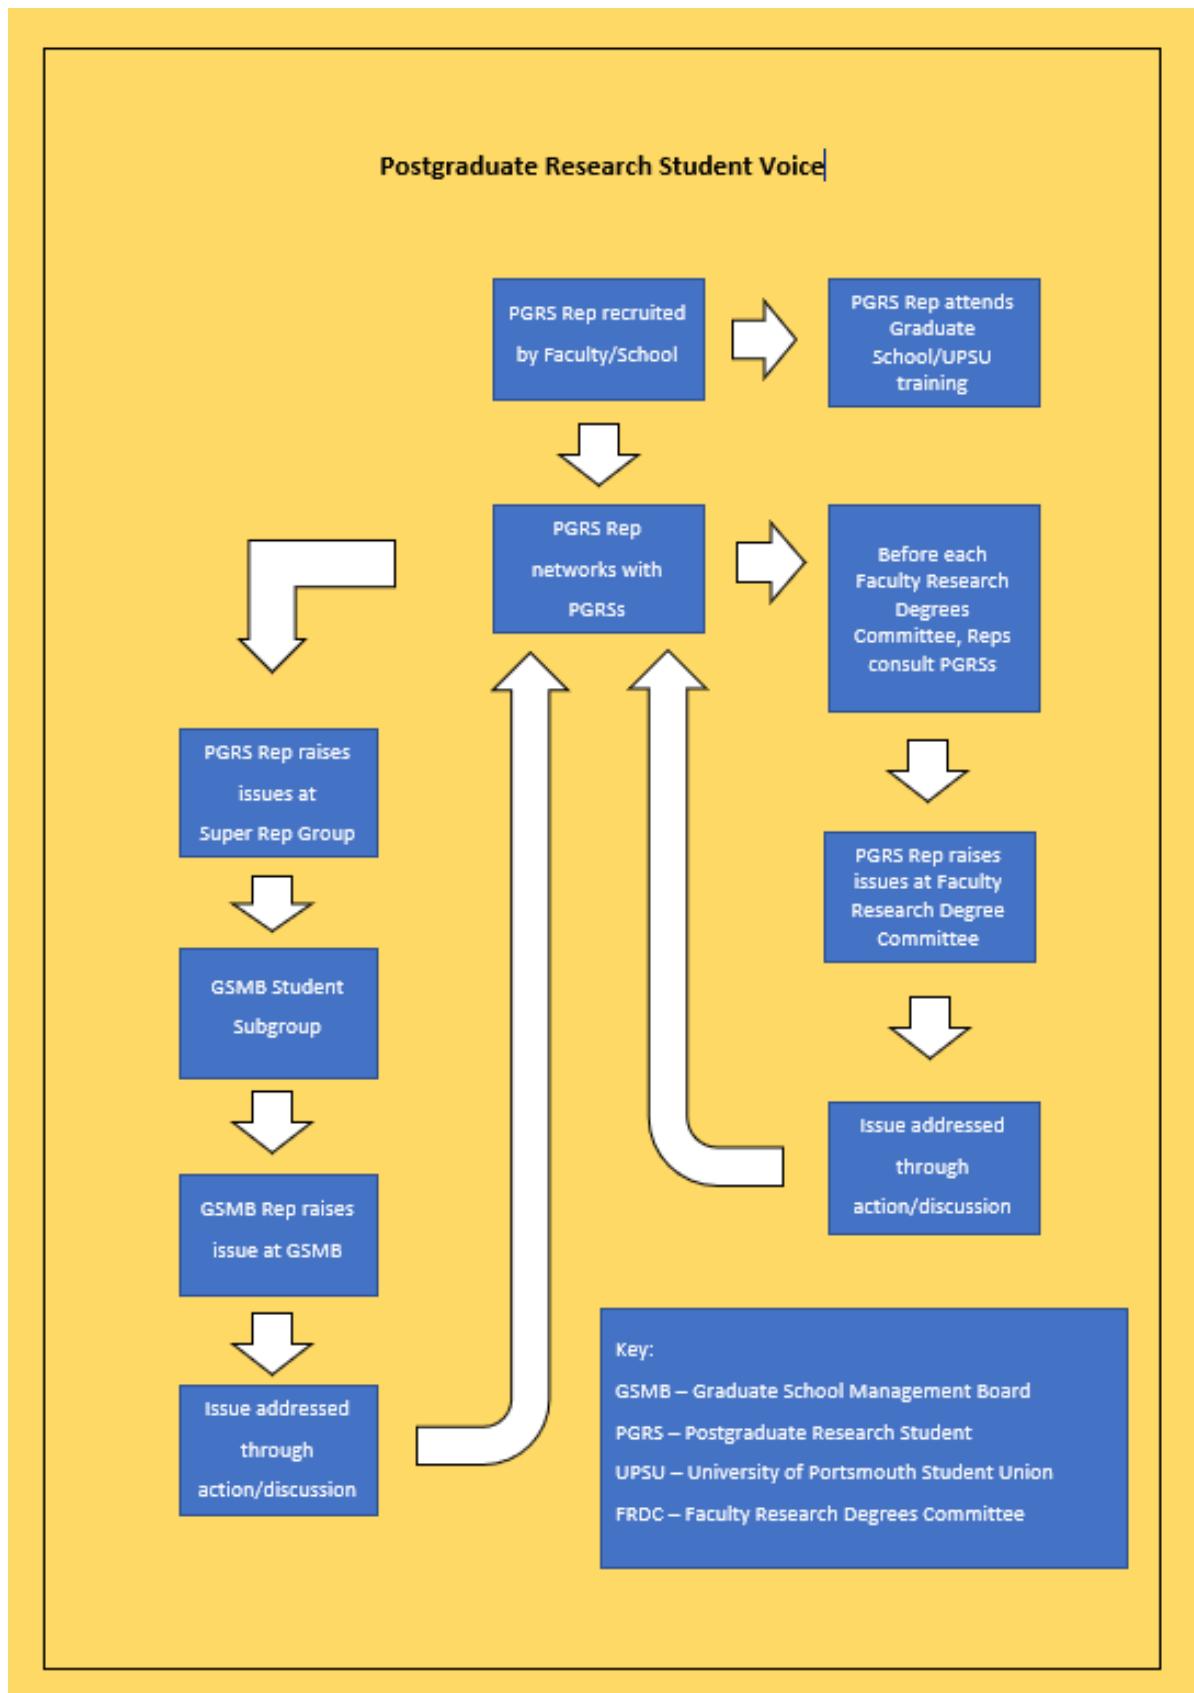 Postgraduate Research Student Voice
PGRS Rep recruited
by Faculty/School
PGRS Rep attends
Graduate
School/UPSU
training
PGRS Rep
networks with
PGRSs
Before each
Faculty Research
Degrees
Committee, Reps
consult PGRSs
PGRS Rep raises
issues at
Super Rep Group
PGRS Rep raises
issues at Faculty
Research Degree
Committee
GSMB Student
Subgroup
Issue addressed
through
action/discussion
GSMB Rep raises
issue at GSMB
Issue addressed
through
action/discussion
Key:
GSMB – Graduate School Management Board
PGRS – Postgraduate Research Student
UPSU – University of Portsmouth Student Union
FRDC – Faculty Research Degrees Committee